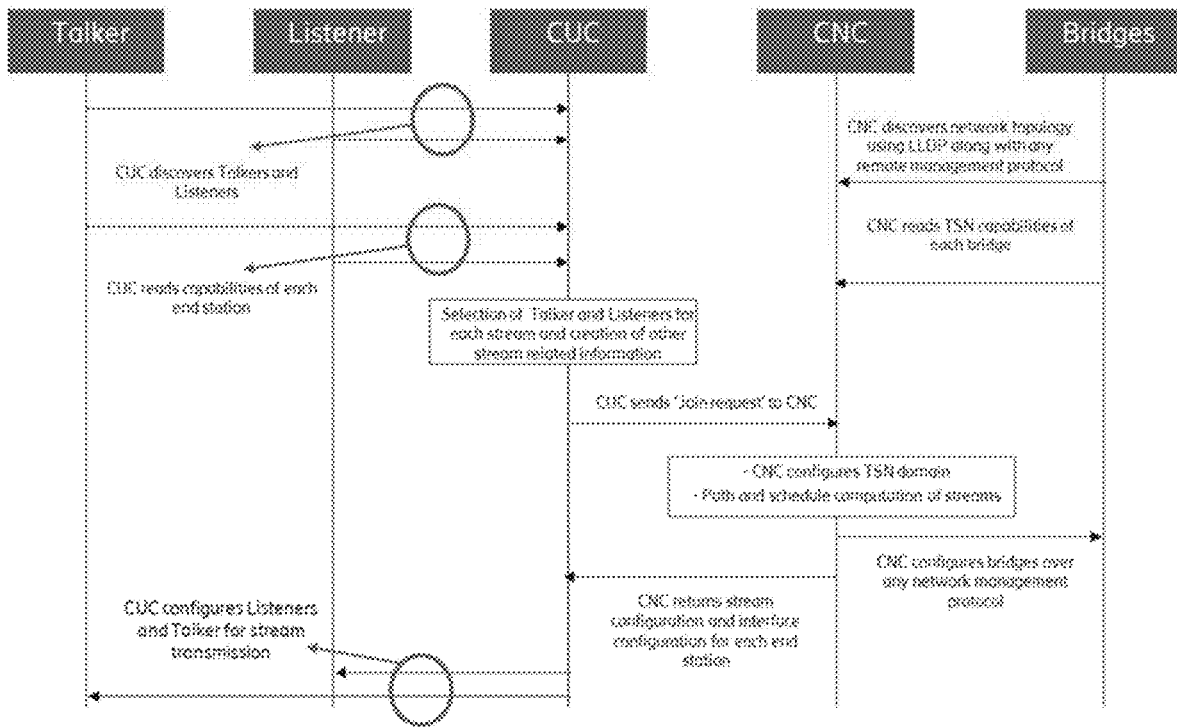 Talker
Listener
CUC
CNC
Bridges
CNC discovers network topology
using LLDP along with any
remote management protocol
CUC discovers Talkers and
Listeners
CNC reads TSN capabilities of
each bridge
CUC reads capabilities of each
end station
Selection of Talker and Listeners for
each stream and creation of other
stream related information
CUC sends 'Join request' to CNC
- CNC configures TSN domain
- Path and schedule computation of streams
CNC configures bridges over
any network management
protocol
CNC returns stream
configuration and interface
configuration for each end
station
CUC configures Listeners
and Talker for stream
transmission